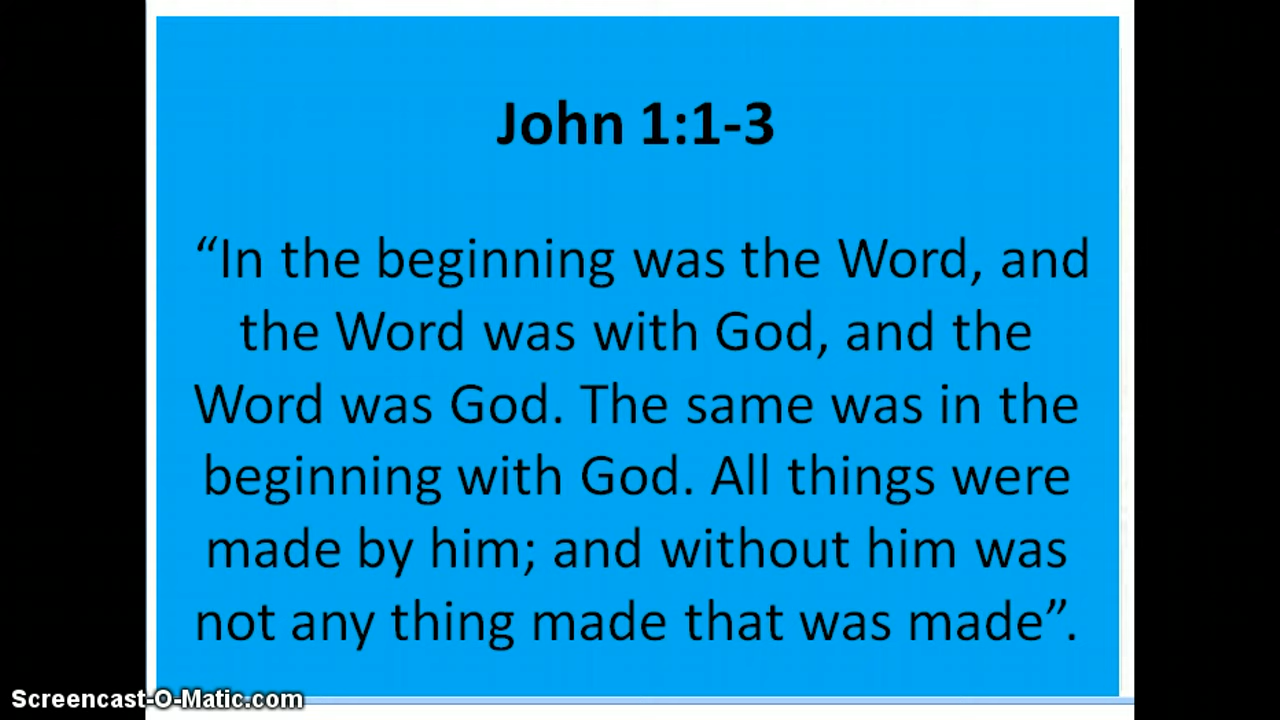 John 1:1-3
“In the beginning was the Word, and
the Word was with God, and the
Word was God. The same was in the
beginning with God. All things were
made by him; and without him was
not any thing made that was made”.
Screencast-O-Matic.com